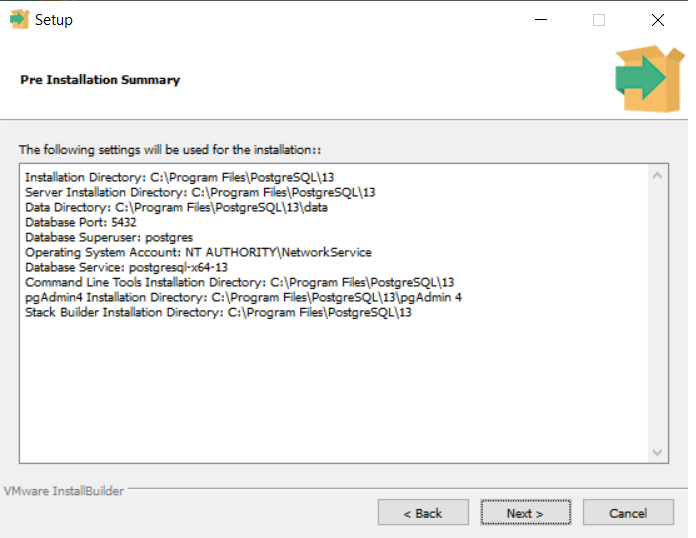 Setup
Pre Installation Summary
The following settings will be used for the installation::
Installation Directory: C:\Program Files\PostgreSQL\13
Server Installation Directory: C:\Program Files\PostgreSQL\13
Data Directory: C:\Program Files\PostgreSQL\13\data
Database Port: 5432
Database Superuser: postgres
Operating System Account: NT AUTHORITY\NetworkService
Database Service: postgresql-x64-13
Command Line Tools Installation Directory: C:\Program Files\PostgreSQL\13
pgAdmin4 Installation Directory: C:\Program Files\PostgreSQL\13\pgAdmin 4
Stack Builder Installation Directory: C:\Program Files\PostgreSQL\13
VMware InstallBuilder
< Back
Next >
Cancel